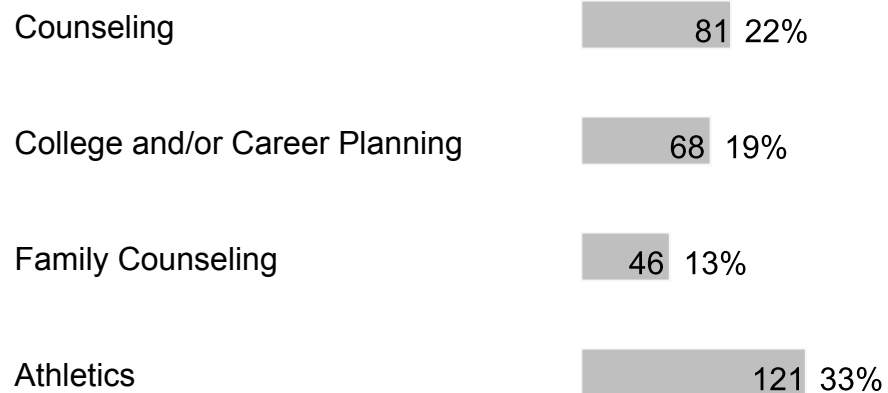 Counseling 81 22%
College and/or Career Planning 68 19%
Family Counseling 46 13%
Athletics 121 33%